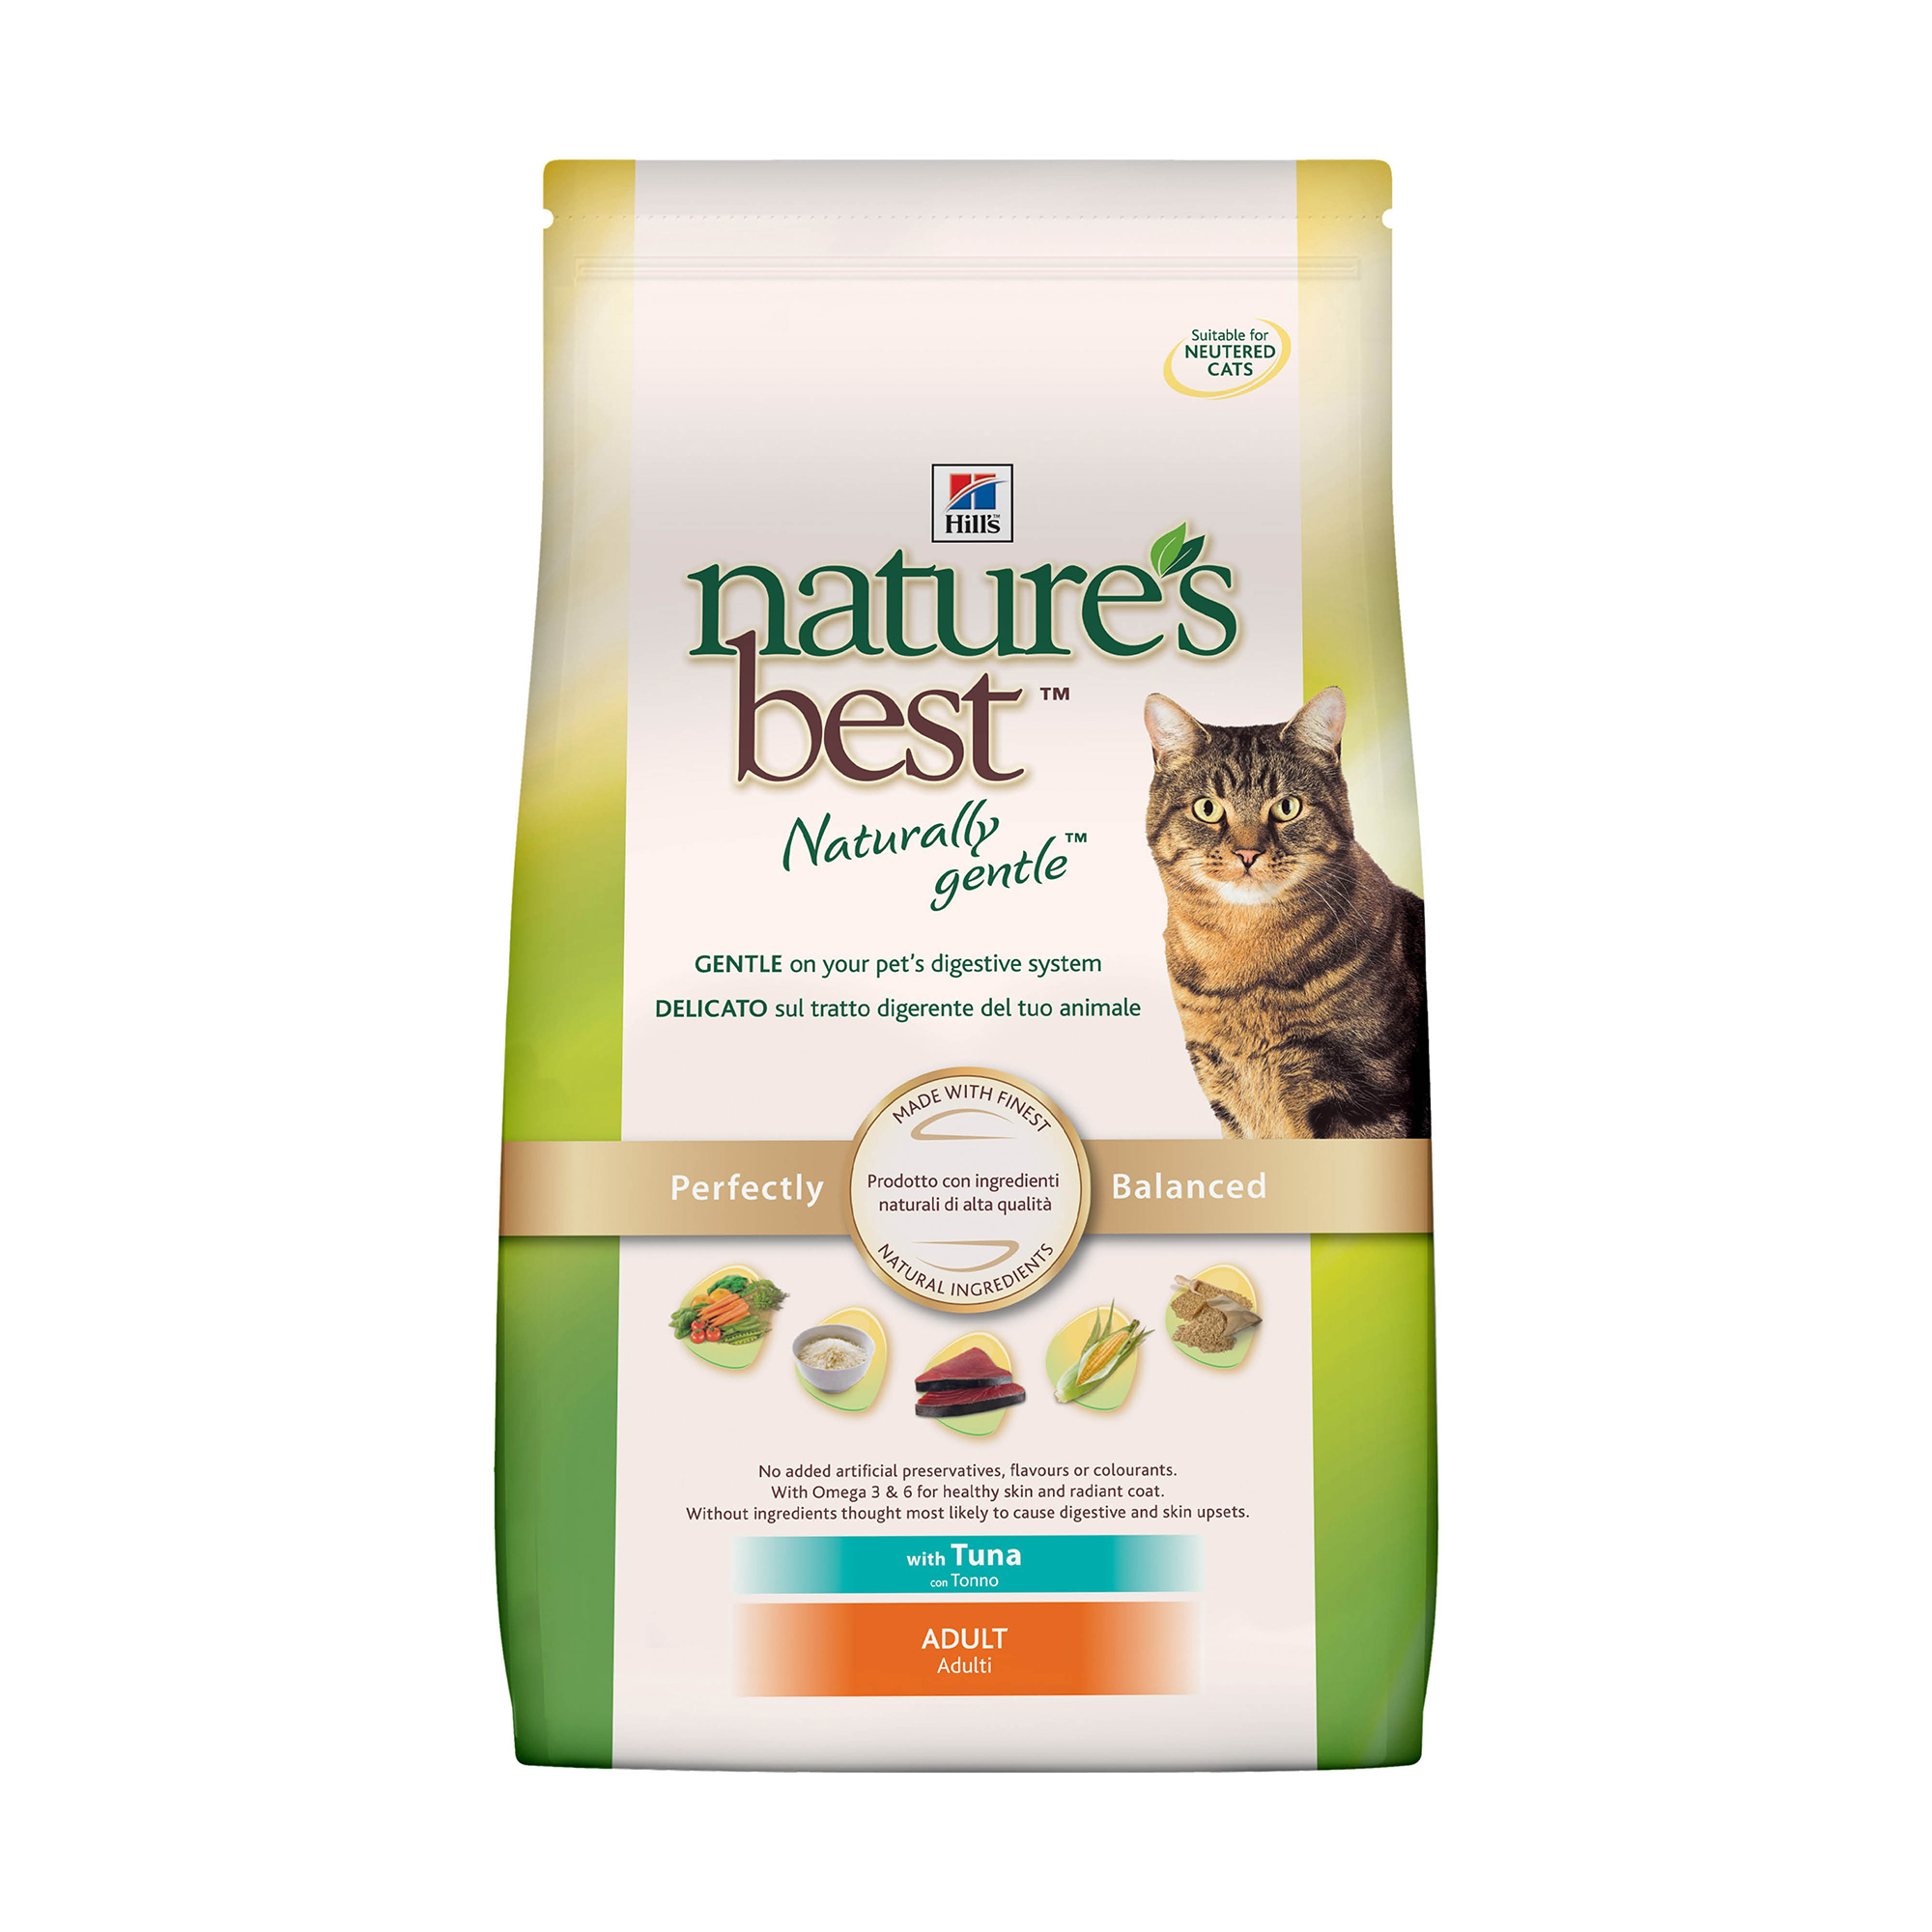 Suitable for
NEUTERED
CATS
Hill's™
nature's
best™
Naturally
gentle™
GENTLE on your pet's digestive system
DELICATO sul tratto digerente del tuo animale
MADE WITH FINEST
Perfectly
Prodotto con ingredienti
naturali di alta qualità
Balanced
NATURAL INGREDIENTS
No added artificial preservatives, flavours or colourants.
With Omega 3 & 6 for healthy skin and radiant coat.
Without ingredients thought most likely to cause digestive and skin upsets.
with Tuna
con Tonno
ADULT
Adulti